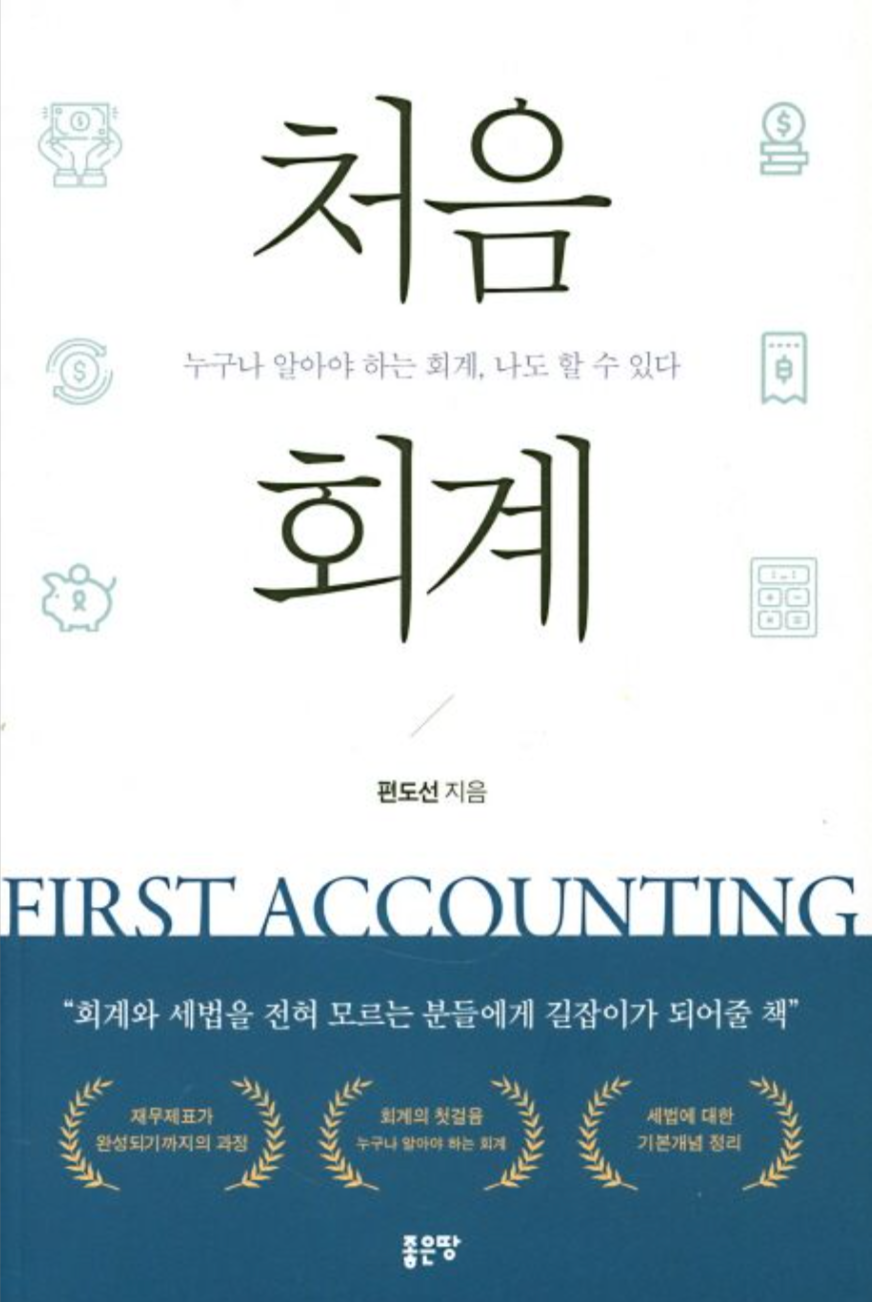 처음
누구나 알아야 하는 회계, 나도 할 수 있다
회계
편도선 지음
FIRST ACCOUNTING
“회계와 세법을 전혀 모르는 분들에게 길잡이가 되어줄 책”
재무제표가
완성되기까지의 과정
회계의 첫걸음
누구나 알아야 하는 회계
세법에 대한
기본개념 정리
좋은땅